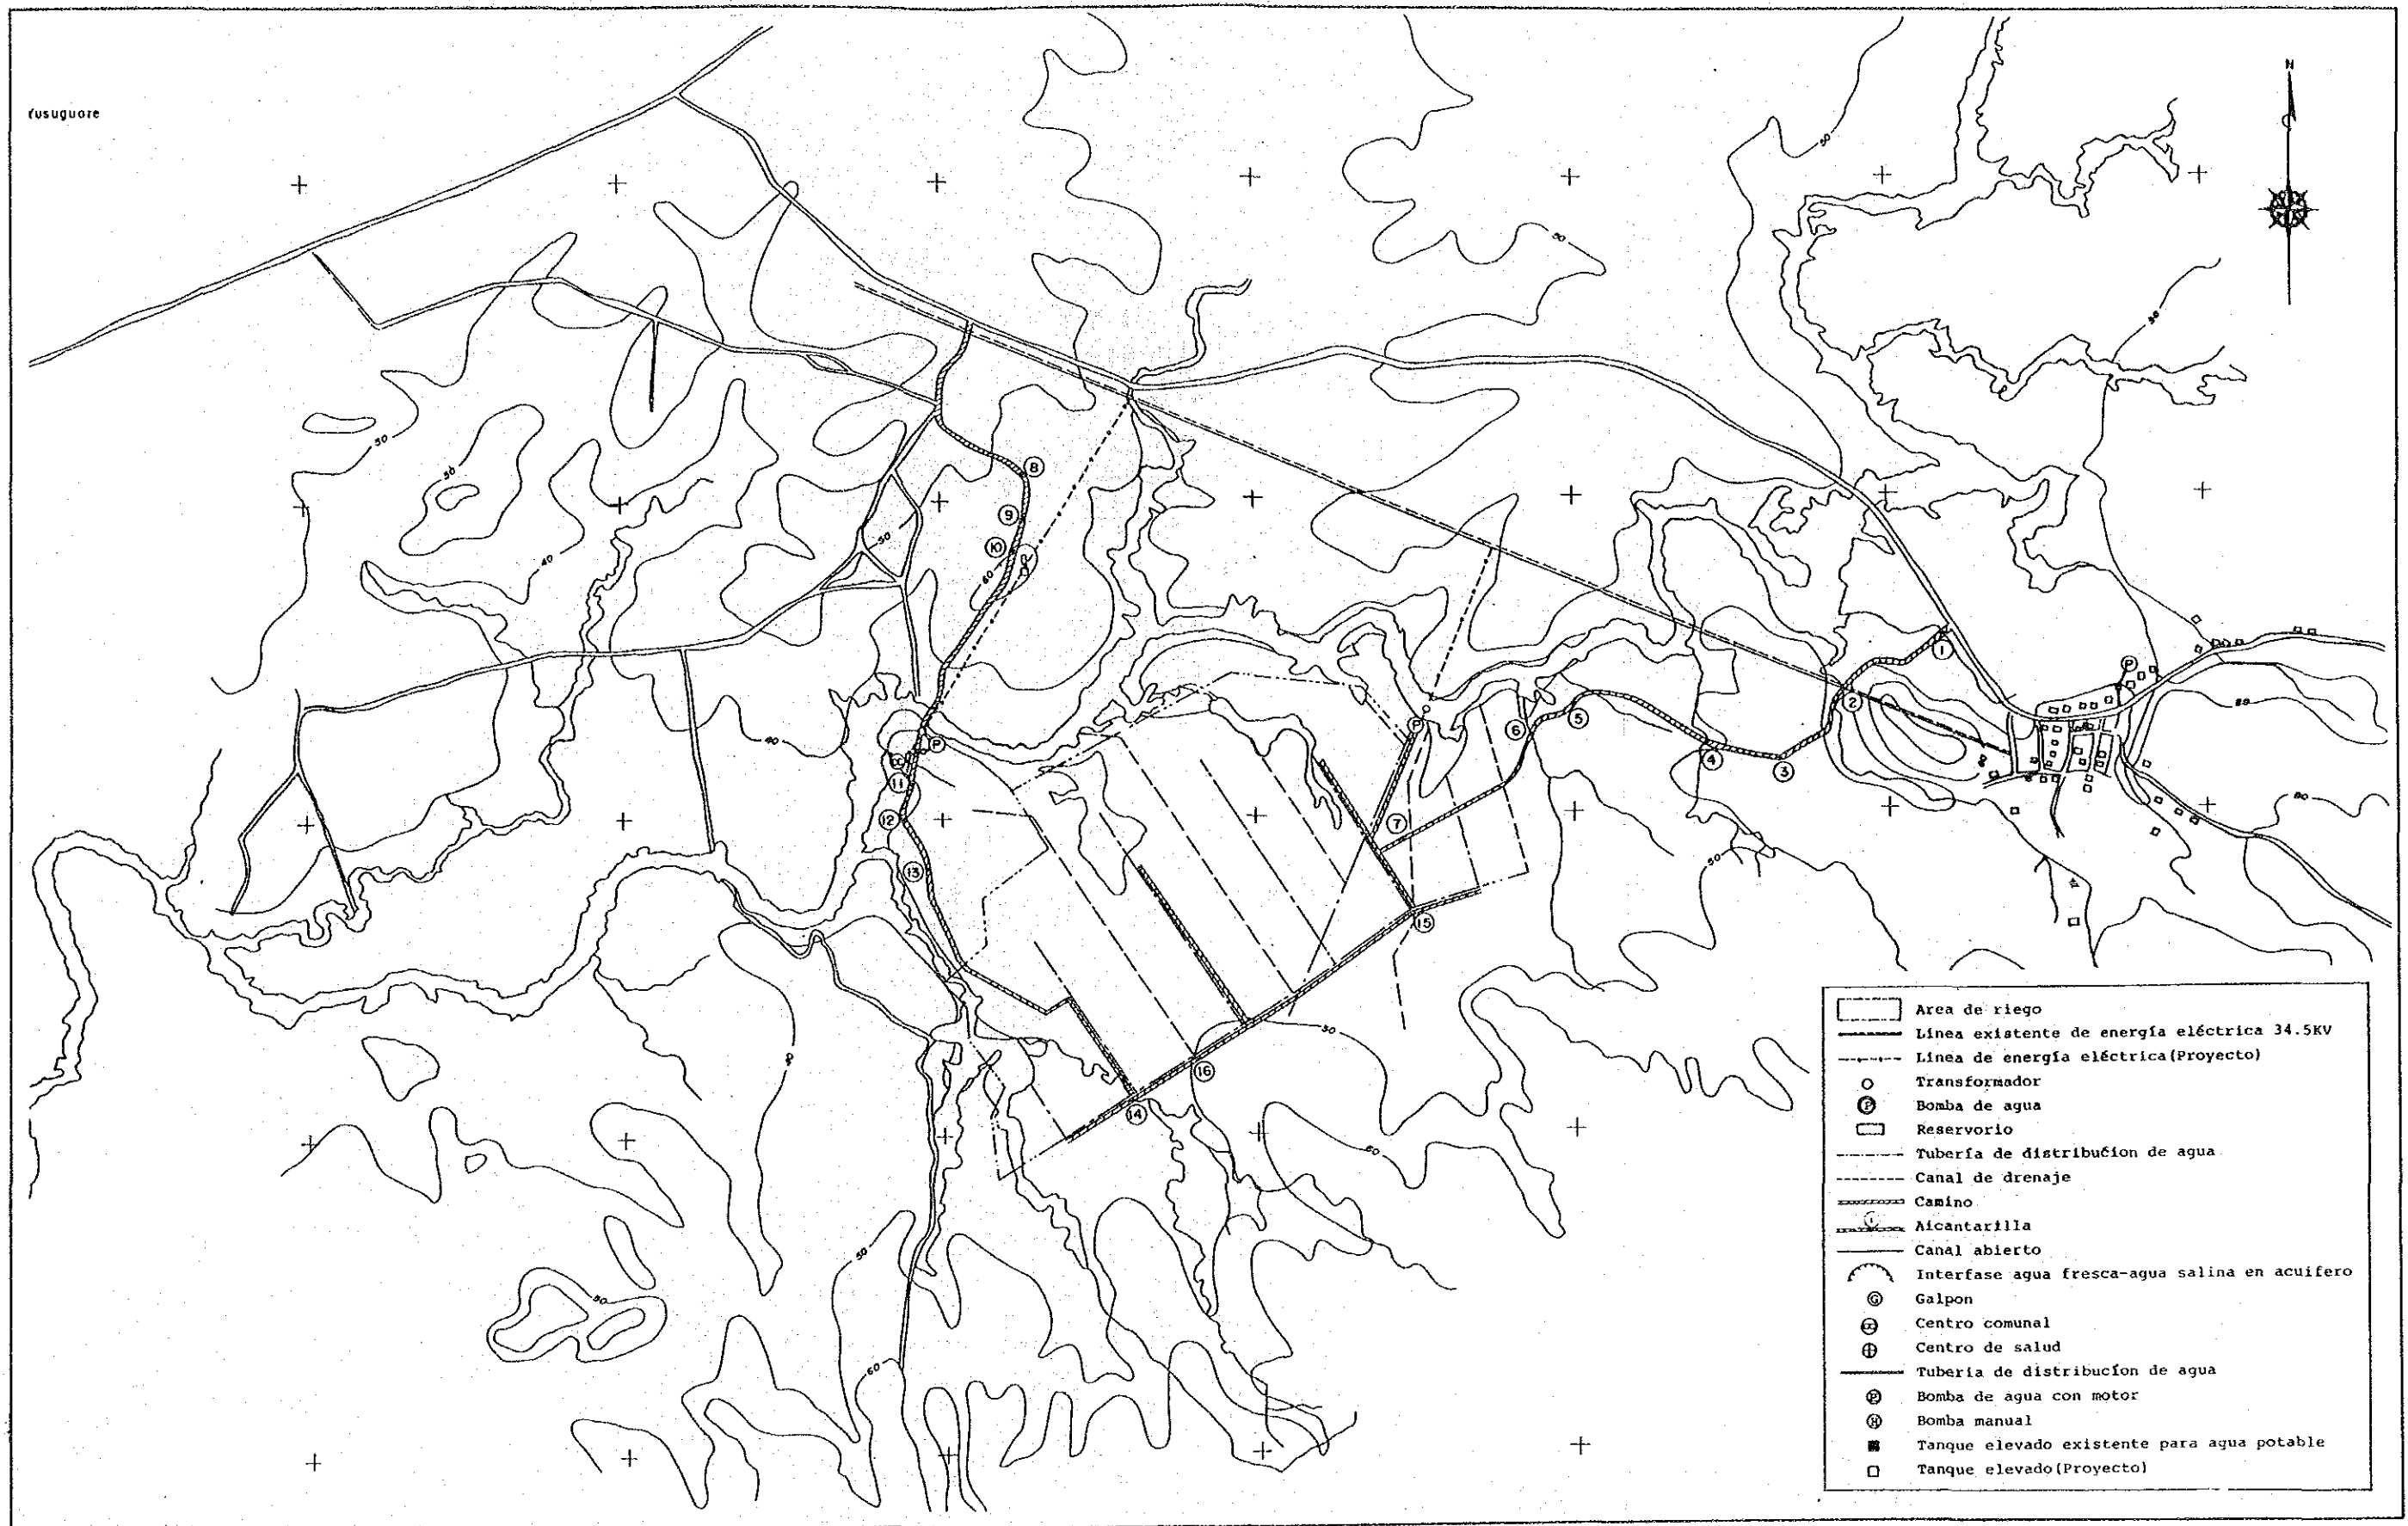 N
Yusuguare
50
50
50
50
50
40
50
60
40
50
80
80
50
50
60
40
50
50
60
8
9
10
11
12
13
14
15
16
1
2
3
4
5
6
7
P
P
P
Area de riego
Linea existente de energía eléctrica 34.5KV
Linea de energía eléctrica(Proyecto)
Transformador
P Bomba de agua
Reservorio
Tubería de distribución de agua
Canal de drenaje
Camino
Alcantarilla
Canal abierto
Interfase agua fresca-agua salina en acuifero
G Galpon
CC Centro comunal
Centro de salud
Tuberia de distribucíon de agua
P Bomba de agua con motor
H Bomba manual
Tanque elevado existente para agua potable
Tanque elevado(Proyecto)